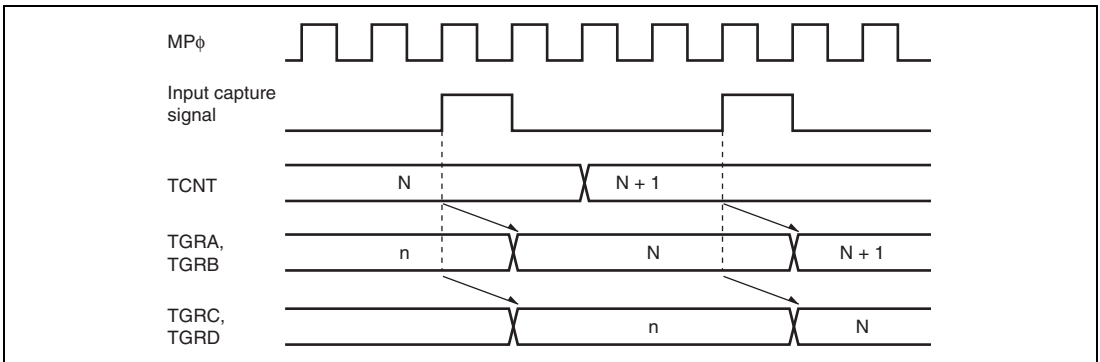 MPϕ
Input capture
signal
TCNT
N
N + 1
TGRA,
TGRB
n
N
N + 1
TGRC,
TGRD
n
N